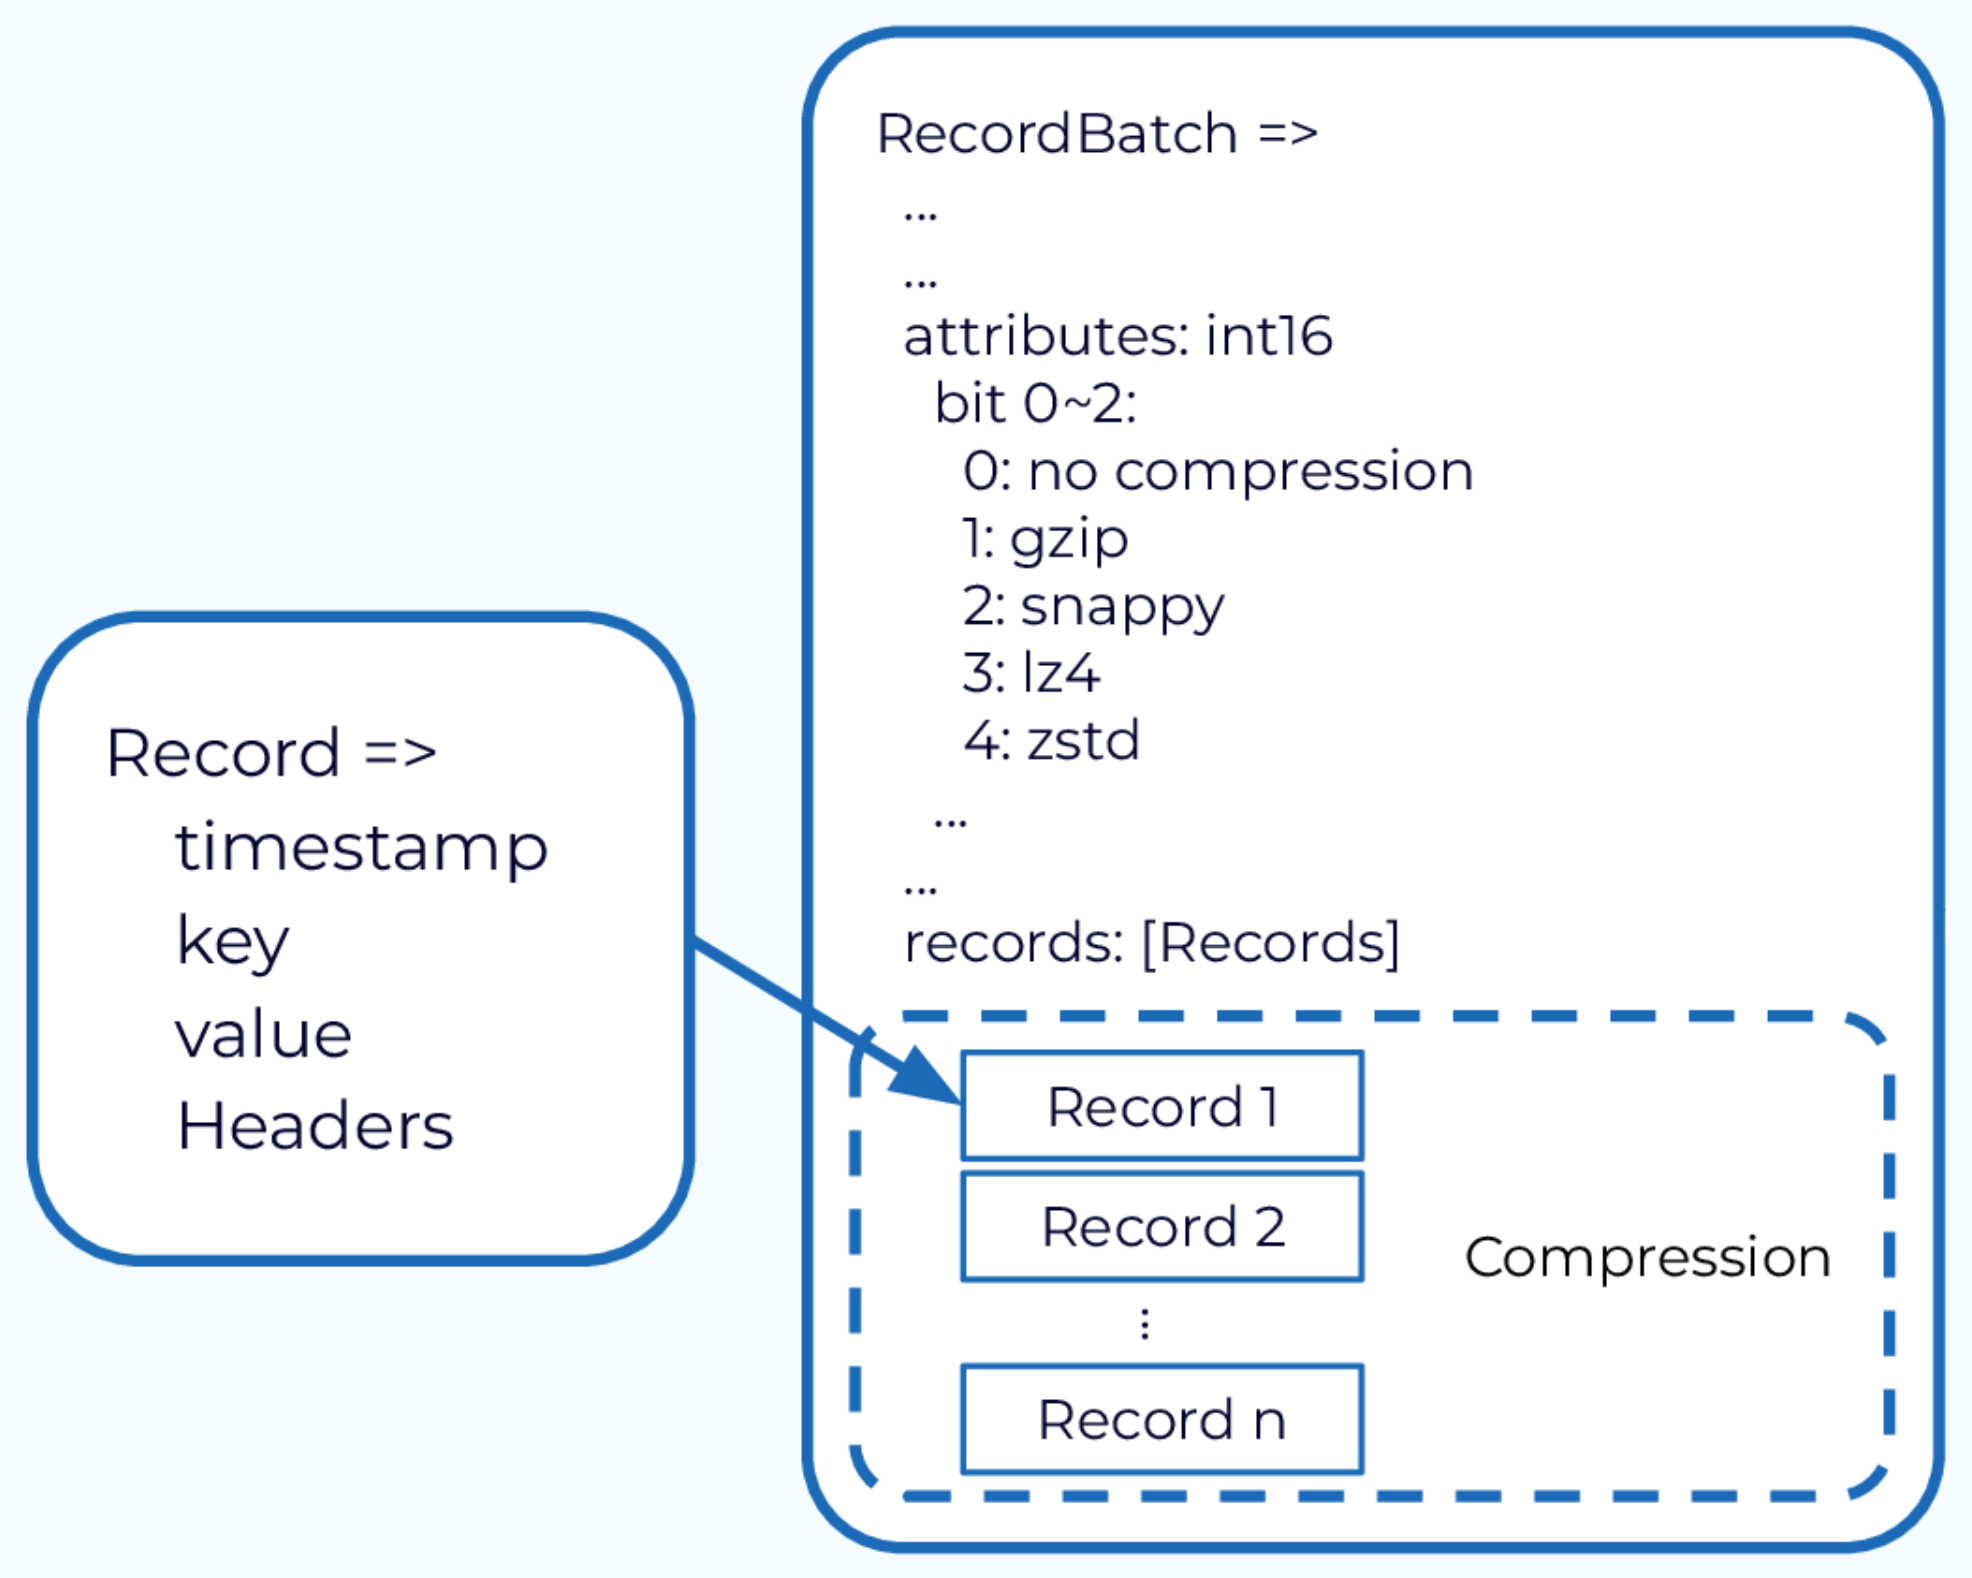 Record =>
timestamp
key
value
Headers
RecordBatch =>
...
...
attributes: int16
bit 0~2:
0: no compression
1: gzip
2: snappy
3: lz4
4: zstd
...
...
records: [Records]
Record 1
Record 2
⋮
Record n
Compression